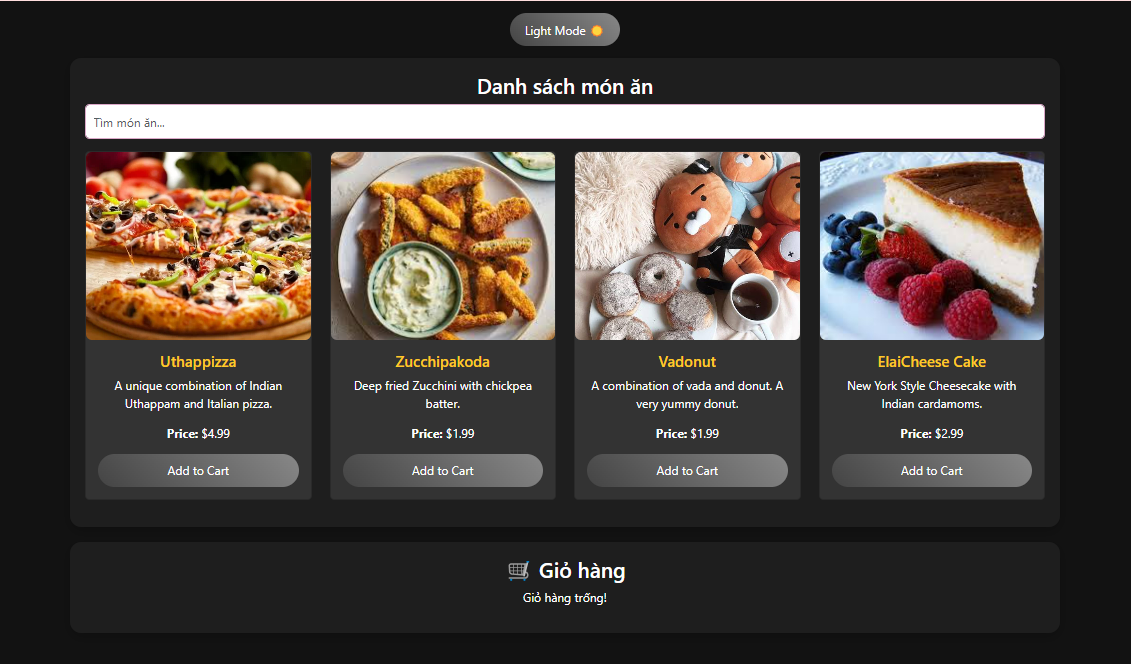 Light Mode
Danh sách món ăn
Tìm món ăn...
Uthappizza
A unique combination of Indian
Uthappam and Italian pizza.
Price: $4.99
Add to Cart
Zucchipakoda
Deep fried Zucchini with chickpea
batter.
Price: $1.99
Add to Cart
Vadonut
A combination of vada and donut. A
very yummy donut.
Price: $1.99
Add to Cart
ElaiCheese Cake
New York Style Cheesecake with
Indian cardamoms.
Price: $2.99
Add to Cart
Giỏ hàng
Giỏ hàng trống!